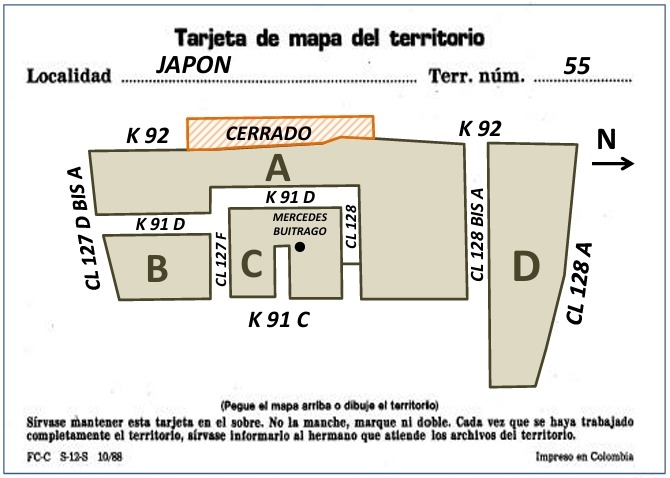 Tarjeta de mapa del territorio
Localidad JAPON Terr. núm. 55
K 92
CERRADO
K 92
N
A
CL 127 D BIS A
K 91 D
K 91 D
MERCEDES
BUITRAGO
CL 127 F
CL 128
CL 128 BIS A
B
C
D
CL 128 A
K 91 C
(Pegue el mapa arriba o dibuje el territorio)
Sírvase mantener esta tarjeta en el sobre. No la manche, marque ni doble. Cada vez que se haya trabajado
completamente el territorio, sírvase informarlo al hermano que atiende los archivos del territorio.
FC-C S-12-S 10/88 Impreso en Colombia